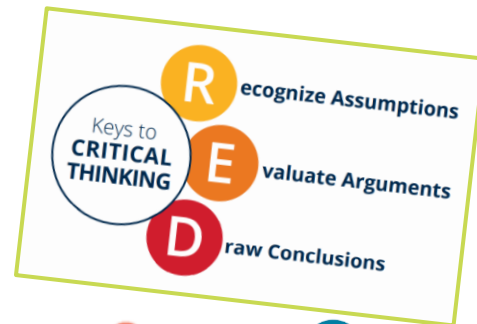 Keys to
CRITICAL
THINKING
Recognize Assumptions
Evaluate Arguments
Draw Conclusions